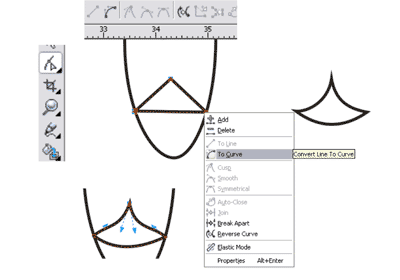 33 34 35
Add
Delete
To Line
To Curve
Convert Line To Curve
Cusp
Smooth
Symmetrical
Auto-Close
Join
Break Apart
Reverse Curve
Elastic Mode
Properties Alt+Enter